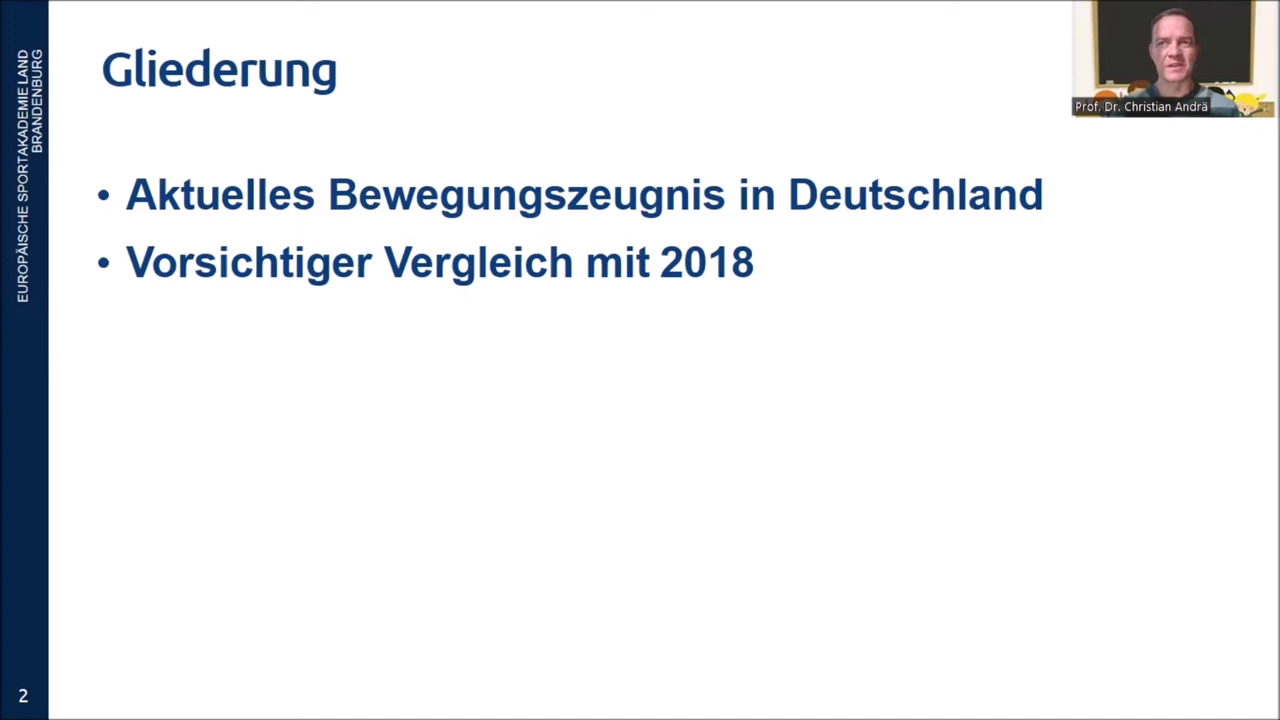 EUROPÄISCHE SPORTAKADEMIE LAND
BRANDENBURG
Gliederung
Prof. Dr. Christian Andrä
• Aktuelles Bewegungszeugnis in Deutschland
• Vorsichtiger Vergleich mit 2018
2